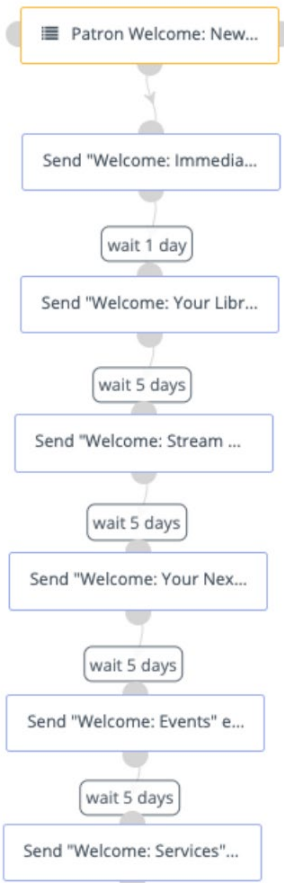 Patron Welcome: New...
Send "Welcome: Immedia...
wait 1 day
Send "Welcome: Your Libr...
wait 5 days
Send "Welcome: Stream ...
wait 5 days
Send "Welcome: Your Nex...
wait 5 days
Send "Welcome: Events" e...
wait 5 days
Send "Welcome: Services"...